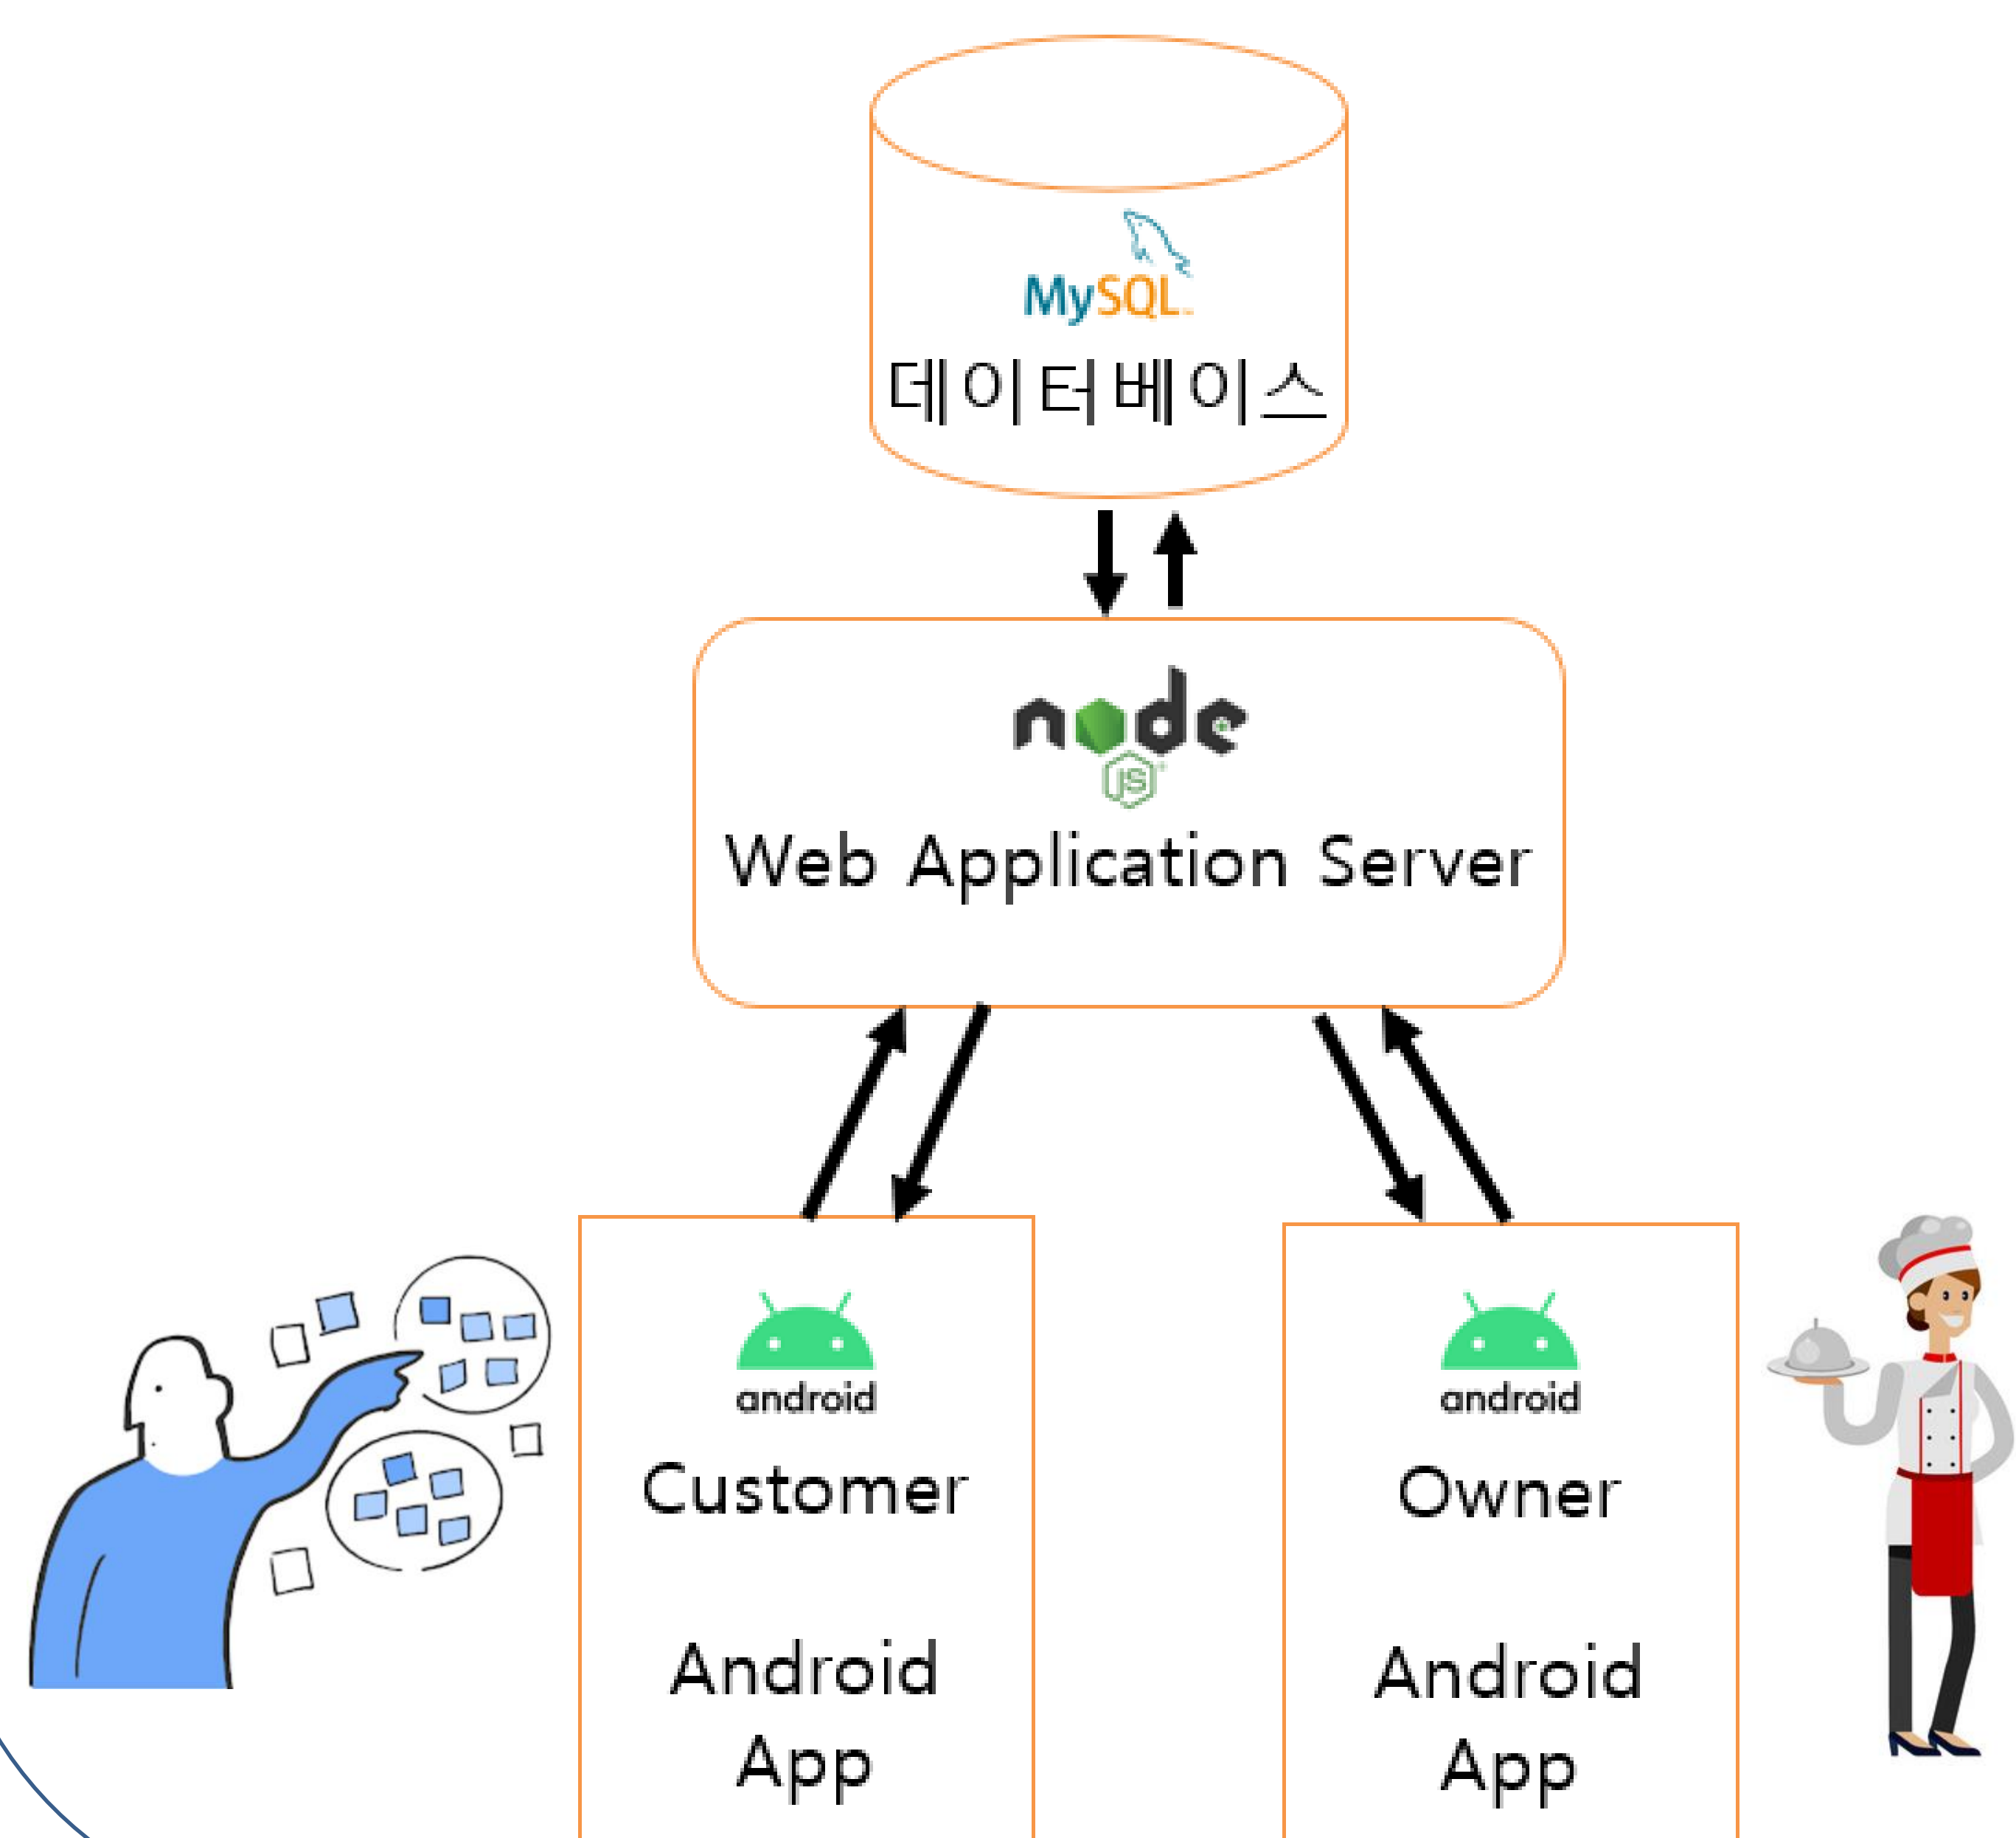 MySQL
데이터베이스
node
JS
Web Application Server
android
Customer
Android
App
android
Owner
Android
App